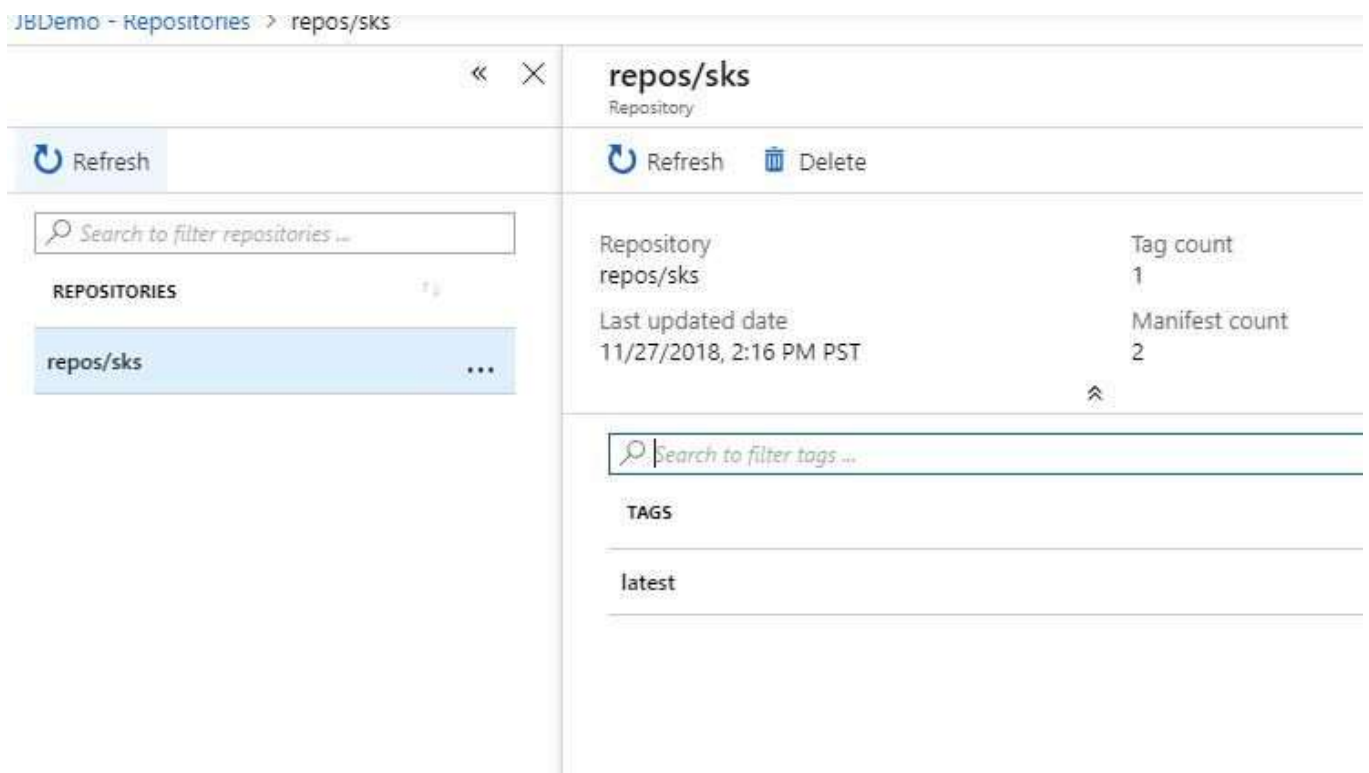 JBDemo - Repositories > repos/sks
« ×
Refresh
Search to filter repositories ...
REPOSITORIES ↑↓
repos/sks ...
repos/sks
Repository
Refresh Delete
Repository Tag count
repos/sks 1
Last updated date Manifest count
11/27/2018, 2:16 PM PST 2
Search to filter tags ...
TAGS
latest